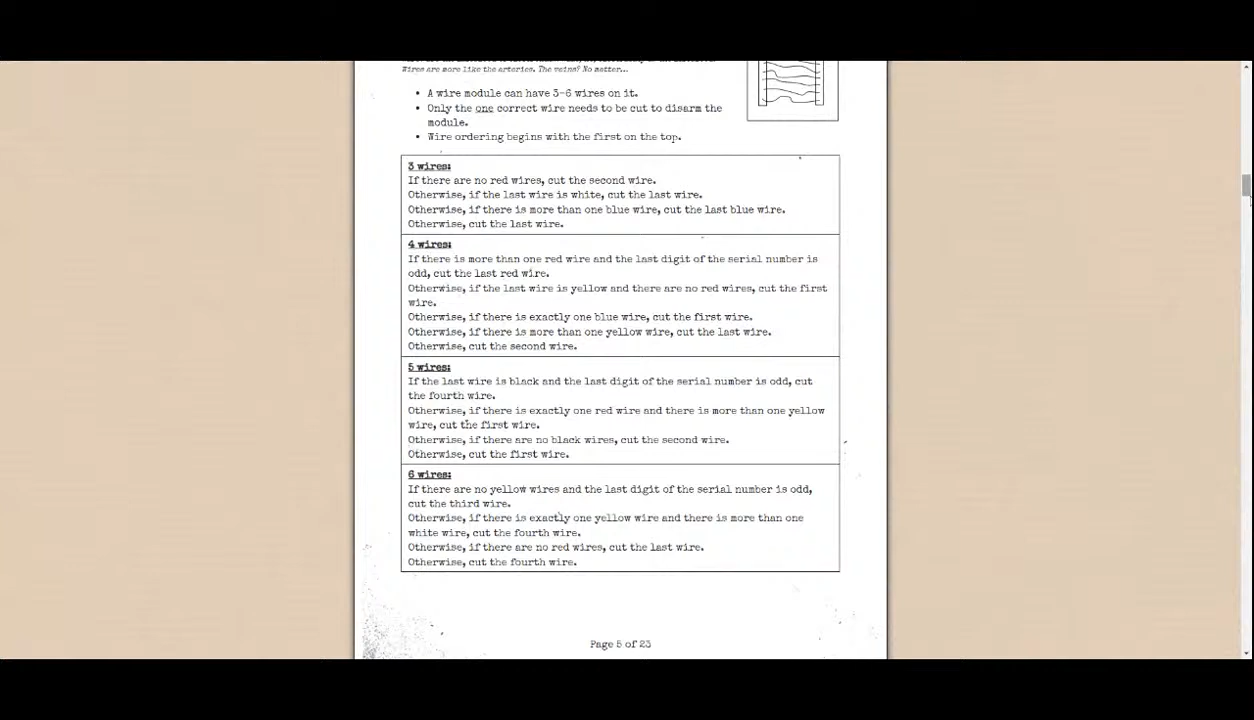 Wires are more like the arteries. The veins? No matter...
• A wire module can have 3-6 wires on it.
• Only the one correct wire needs to be cut to disarm the
module.
• Wire ordering begins with the first on the top.
3 wires:
If there are no red wires, cut the second wire.
Otherwise, if the last wire is white, cut the last wire.
Otherwise, if there is more than one blue wire, cut the last blue wire.
Otherwise, cut the last wire.
4 wires:
If there is more than one red wire and the last digit of the serial number is
odd, cut the last red wire.
Otherwise, if the last wire is yellow and there are no red wires, cut the first
wire.
Otherwise, if there is exactly one blue wire, cut the first wire.
Otherwise, if there is more than one yellow wire, cut the last wire.
Otherwise, cut the second wire.
5 wires:
If the last wire is black and the last digit of the serial number is odd, cut
the fourth wire.
Otherwise, if there is exactly one red wire and there is more than one yellow
wire, cut the first wire.
Otherwise, if there are no black wires, cut the second wire.
Otherwise, cut the first wire.
6 wires:
If there are no yellow wires and the last digit of the serial number is odd,
cut the third wire.
Otherwise, if there is exactly one yellow wire and there is more than one
white wire, cut the fourth wire.
Otherwise, if there are no red wires, cut the last wire.
Otherwise, cut the fourth wire.
Page 5 of 23